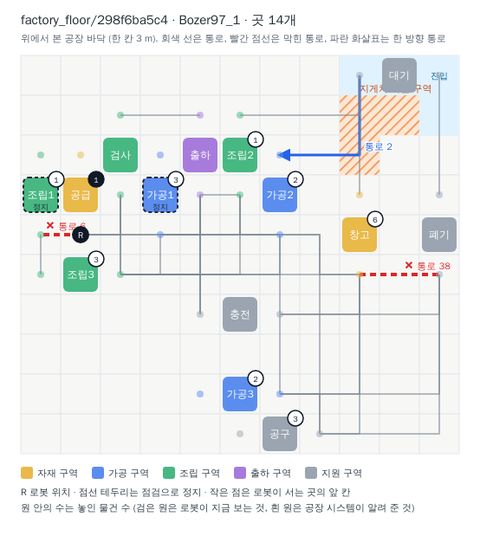 factory_floor/298f6ba5c4 · Bozer97_1 · 곳 14개
위에서 본 공장 바닥 (한 칸 3 m). 회색 선은 통로, 빨간 점선은 막힌 통로, 파란 화살표는 한 방향 통로
대기
전립
구역
통로 2
검사
출하
조립2
1
조립1
정지
1
공급
1
가공1
정지
3
가공2
2
✕ 통로 6
R
창고
6
폐기
조립3
3
✕ 통로 38
충전
가공3
2
공구
3
자재 구역
가공 구역
조립 구역
출하 구역
지원 구역
R 로봇 위치 · 점선 테두리는 점검으로 정지 · 작은 점은 로봇이 서는 곳의 앞 칸
원 안의 수는 놓인 물건 수 (검은 원은 로봇이 지금 보는 것, 흰 원은 공장 시스템이 알려 준 것)